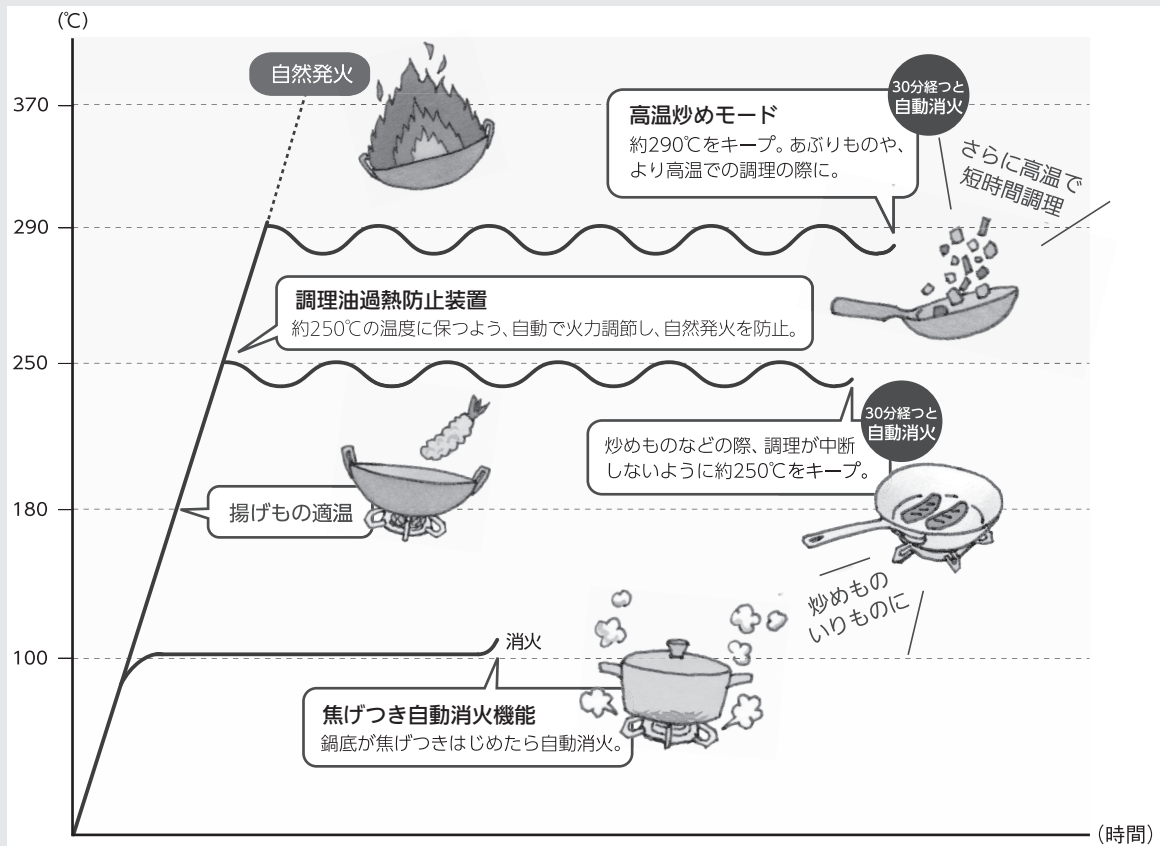 (℃)
自然発火
370
30分経つと
自動消火
高温炒めモード
約290℃をキープ。あぶりものや、
より高温での調理の際に。
さらに高温で
短時間調理
290
調理油過熱防止装置
約250℃の温度に保つよう、自動で火力調節し、自然発火を防止。
250
30分経つと
自動消火
炒めものなどの際、調理が中断
しないように約250℃をキープ。
180
揚げもの適温
炒めもの
いりものに
消火
100
焦げつき自動消火機能
鍋底が焦げつきはじめたら自動消火。
(時間)